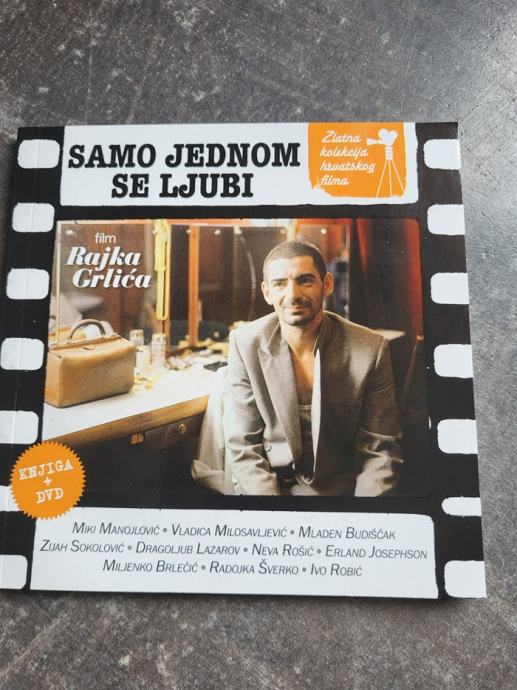 SAMO JEDNOM
SE LJUBI
Zlatna
kolekcija
hrvatskog
filma
film
Rajka
Grlića
KNJIGA
+
DVD
MIKI MANOJLOVIĆ • VLADICA MILOSAVLJEVIĆ • MLADEN BUDIŠČAK
ZIJAH SOKOLOVIĆ • DRAGOLJUB LAZAROV • NEVA ROŠIĆ • ERLAND JOSEPHSON
MILJENKO BRLEČIĆ • RADOJKA ŠVERKO • IVO ROBIĆ